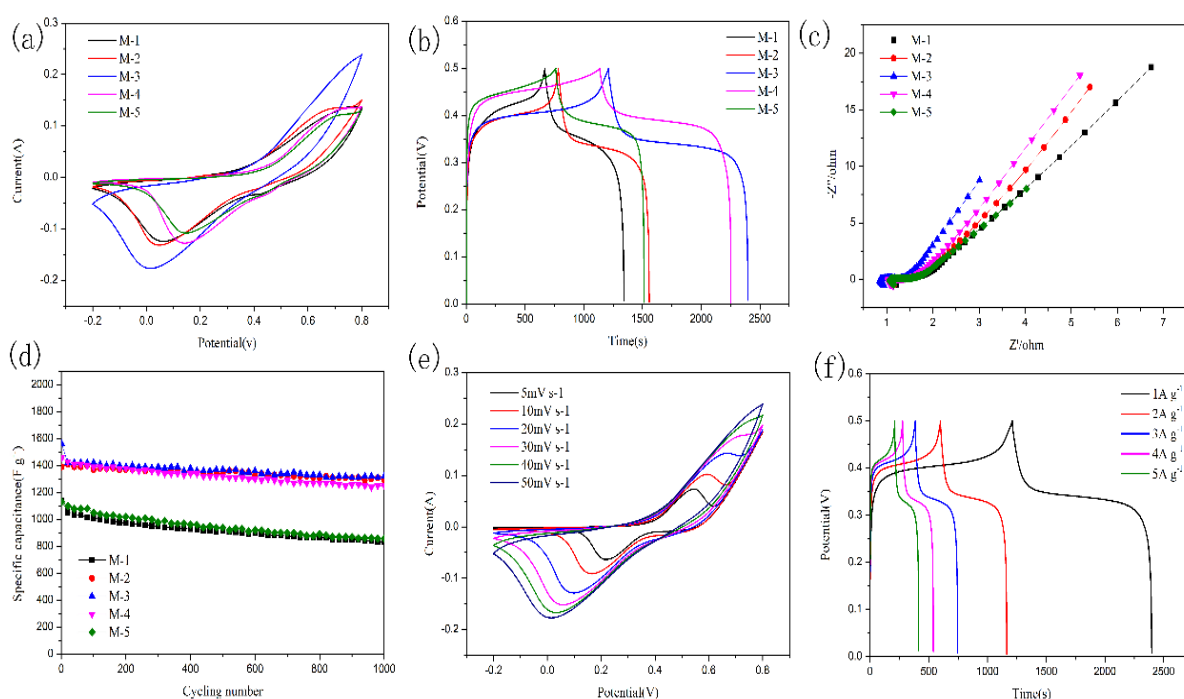 (a)
M-1
M-2
M-3
M-4
M-5
0.3
0.2
0.1
0.0
-0.1
-0.2
Current(A)
-0.2 0.0 0.2 0.4 0.6 0.8
Potential(v)
(b)
M-1
M-2
M-3
M-4
M-5
0.6
0.5
0.4
0.3
0.2
0.1
0.0
Potential(V)
0 500 1000 1500 2000 2500
Time(s)
(c)
M-1
M-2
M-3
M-4
M-5
20
15
10
5
0
-Z''/ohm
1 2 3 4 5 6 7
Z'/ohm
(d)
2000
1800
1600
1400
1200
1000
800
600
400
200
0
Specific capacitance(F g-1)
M-1
M-2
M-3
M-4
M-5
0 200 400 600 800 1000
Cycling number
(e)
5mV s-1
10mV s-1
20mV s-1
30mV s-1
40mV s-1
50mV s-1
0.3
0.2
0.1
0.0
-0.1
-0.2
Current(A)
-0.2 0.0 0.2 0.4 0.6 0.8
Potential(V)
(f)
1A g-1
2A g-1
3A g-1
4A g-1
5A g-1
0.6
0.5
0.4
0.3
0.2
0.1
0.0
Potential(V)
0 500 1000 1500 2000 2500
Time(s)